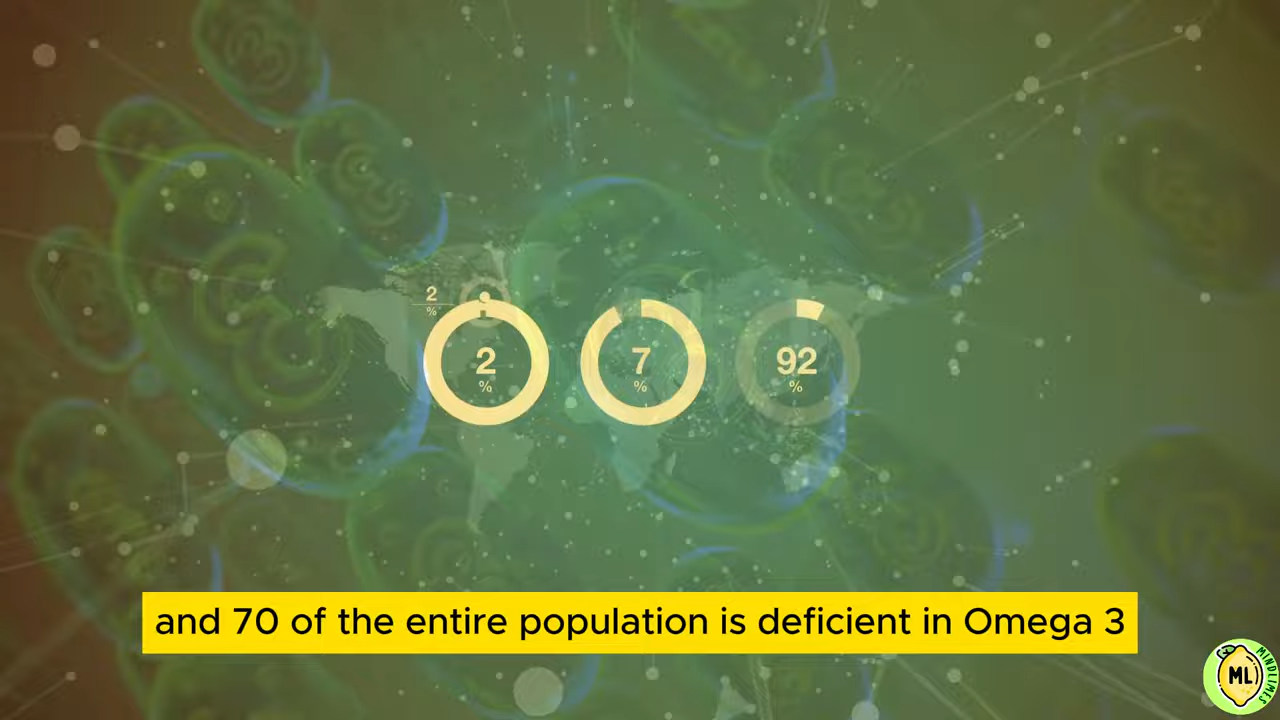 2
%
2
%
7
%
92
%
and 70 of the entire population is deficient in Omega 3
ML
MINDLIMES